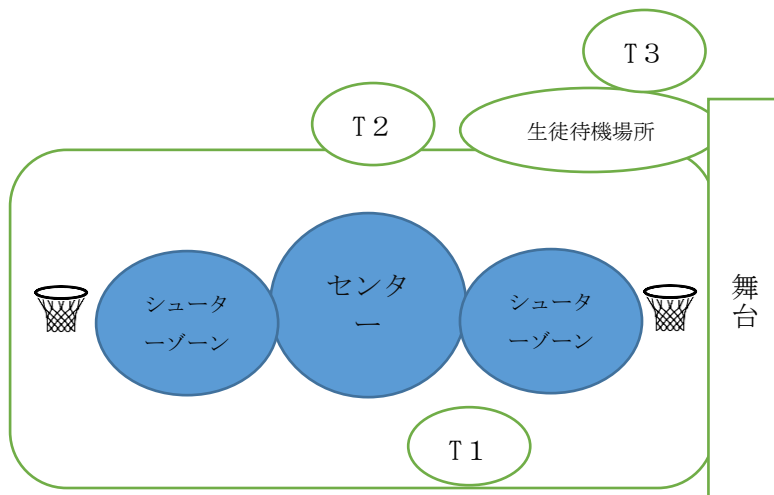 T３
T２
生徒待機場所
シュータ
ーゾーン
センタ
ー
シュータ
ーゾーン
舞台
T１